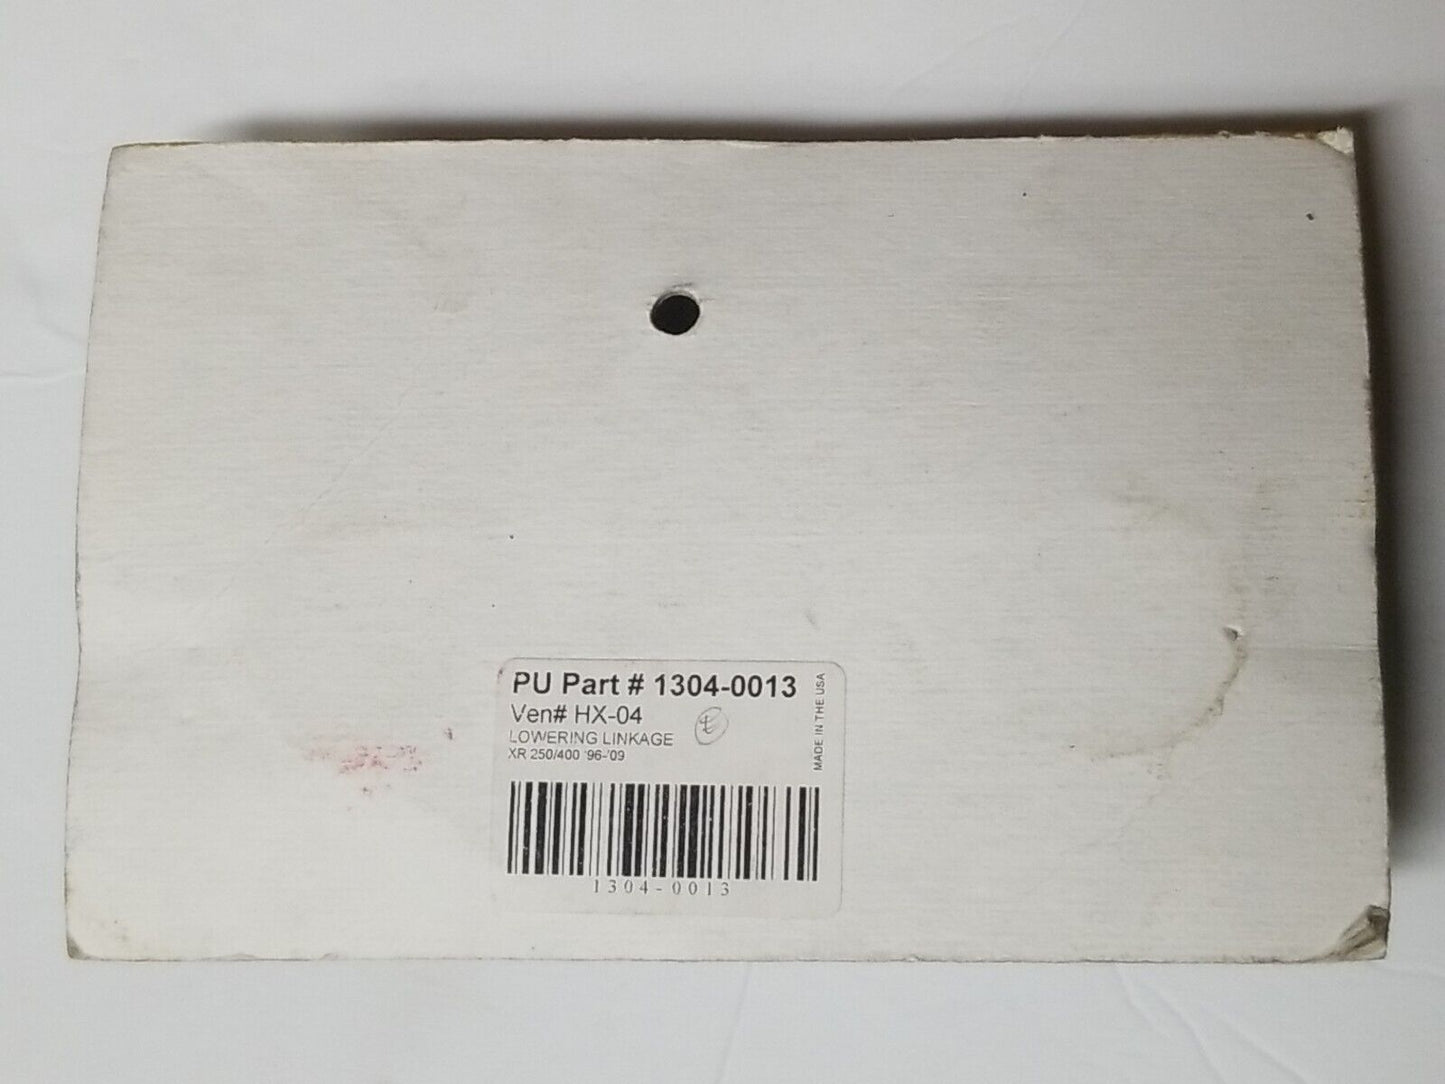 PU Part # 1304-0013
Ven# HX-04
LOWERING LINKAGE
XR 250/400 '96-'09
MADE IN THE USA
1304-0013